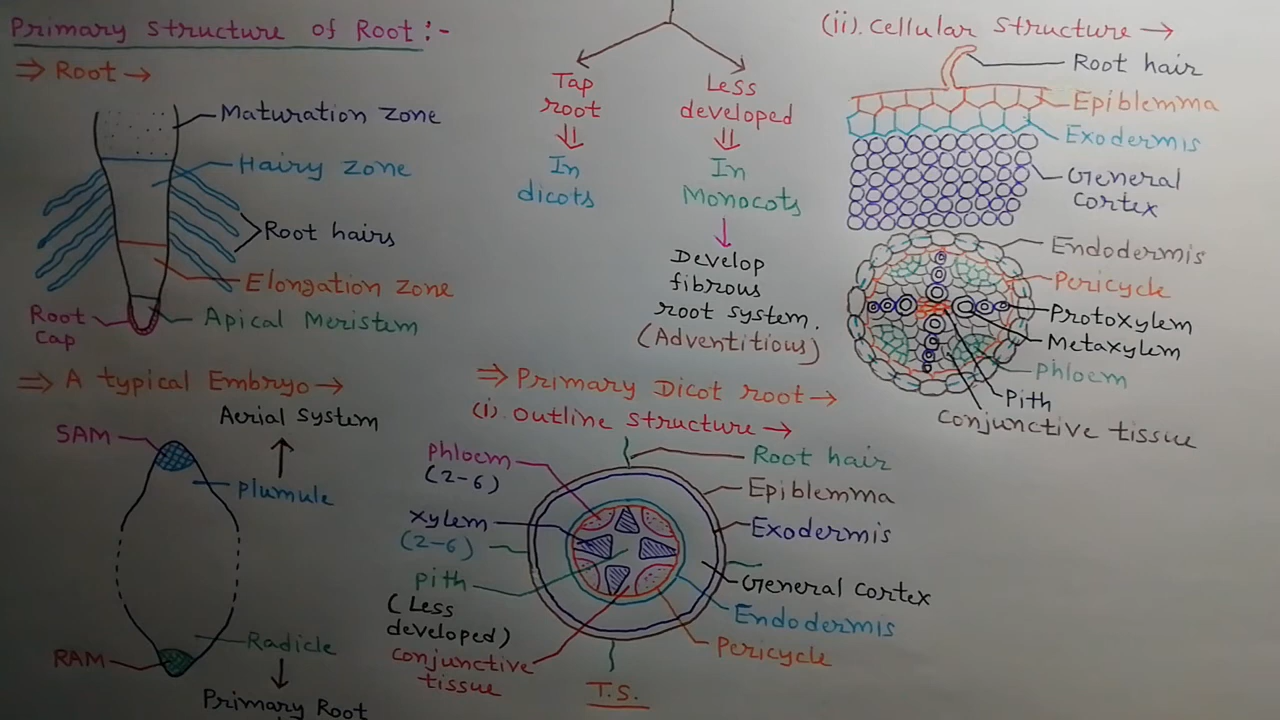 Primary Structure of Root :-
⇒ Root →
Maturation zone
Hairy zone
Root hairs
Elongation zone
Root
cap
Apical Meristem
⇒ A typical Embryo →
Aerial System
SAM
Plumule
Radicle
RAM
Primary Root
Tap
root
In
dicots
Less
developed
In
Monocots
Develop
fibrous
root system.
(Adventitious)
⇒ Primary Dicot root →
(i). Outline Structure →
Phloem
(2-6)
Xylem
(2-6)
Pith
(Less
developed)
Conjunctive
tissue
Root hair
Epiblemma
Exodermis
General Cortex
Endodermis
Pericycle
T.S.
(ii). Cellular Structure →
Root hair
Epiblemma
Exodermis
General
Cortex
Endodermis
Pericycle
Protoxylem
Metaxylem
Phloem
Pith
Conjunctive tissue